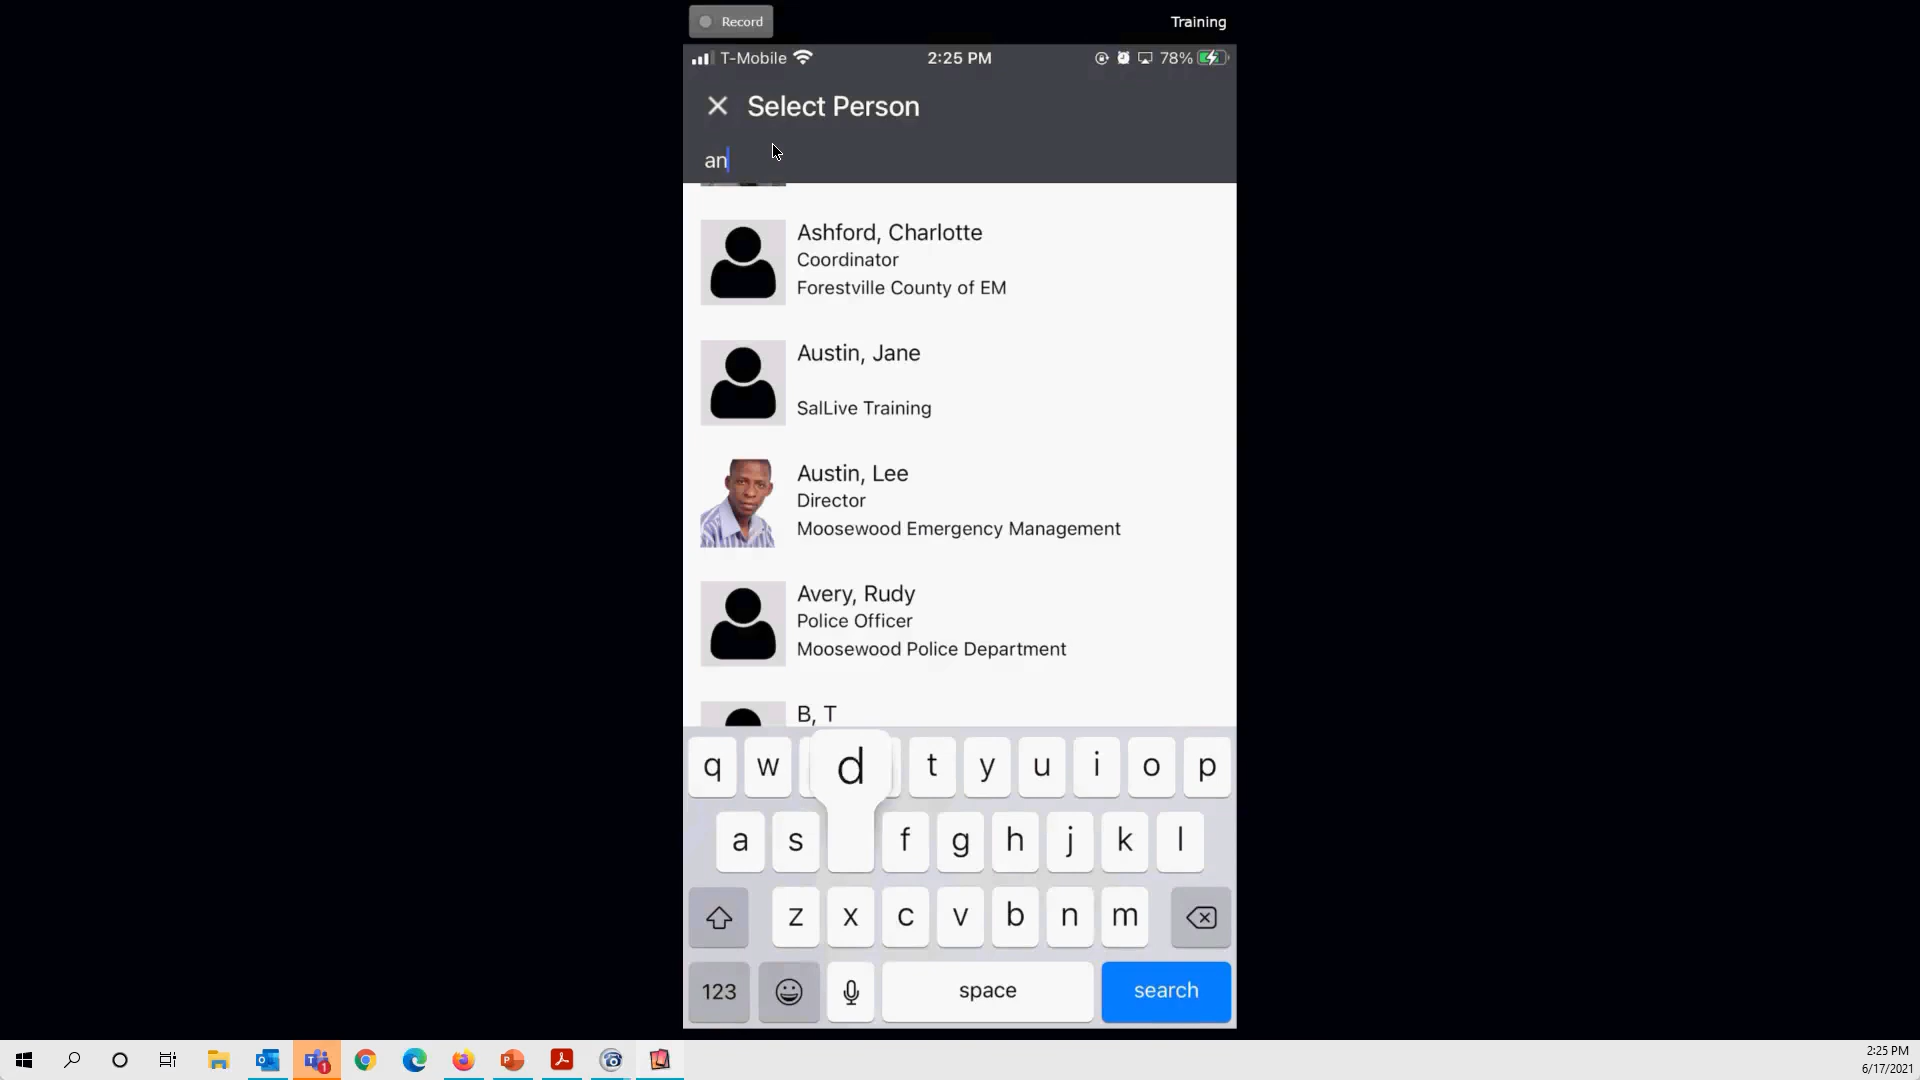 Record
Training
T-Mobile
2:25 PM
78%
Select Person
an
Ashford, Charlotte
Coordinator
Forestville County of EM
Austin, Jane
SalLive Training
Austin, Lee
Director
Moosewood Emergency Management
Avery, Rudy
Police Officer
Moosewood Police Department
B, T
q w d t y u i o p
a s f g h j k l
z x c v b n m
123 space search
2:25 PM
6/17/2021